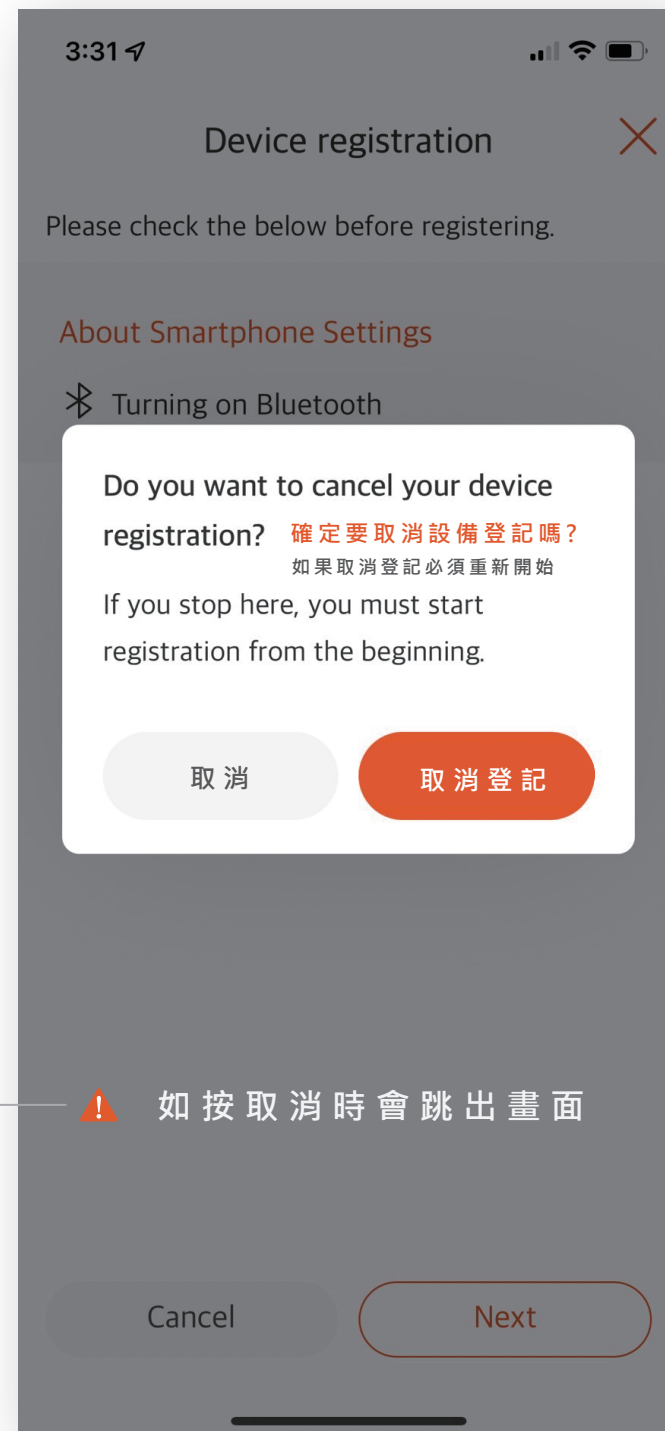 3:31
Device registration
Please check the below before registering.
About Smartphone Settings
Turning on Bluetooth
Do you want to cancel your device
registration? 確定要取消設備登記嗎?
如果取消登記必須重新開始
If you stop here, you must start
registration from the beginning.
取消 取消登記
如按取消時會跳出畫面
Cancel Next